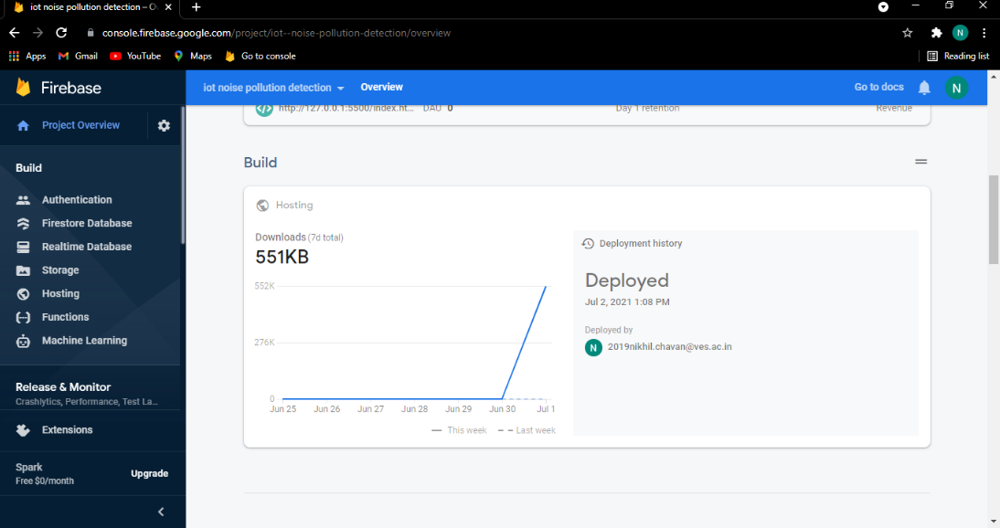 iot noise pollution detection – O
console.firebase.google.com/project/iot--noise-pollution-detection/overview
N
Apps Gmail YouTube Maps Go to console Reading list
Firebase
iot noise pollution detection Overview Go to docs N
Project Overview
http://127.0.0.1:5500/index.ht... DAU 0 Day 1 retention Revenue
Build
Authentication
Firestore Database
Realtime Database
Storage
Hosting
Functions
Machine Learning
Release & Monitor
Crashlytics, Performance, Test La...
Extensions
Spark
Free $0/month
Upgrade
Build
Hosting
Downloads (7d total)
551KB
552K
276K
0
Jun 25 Jun 26 Jun 27 Jun 28 Jun 29 Jun 30 Jul 1
This week Last week
Deployment history
Deployed
Jul 2, 2021 1:08 PM
Deployed by
N 2019nikhil.chavan@ves.ac.in